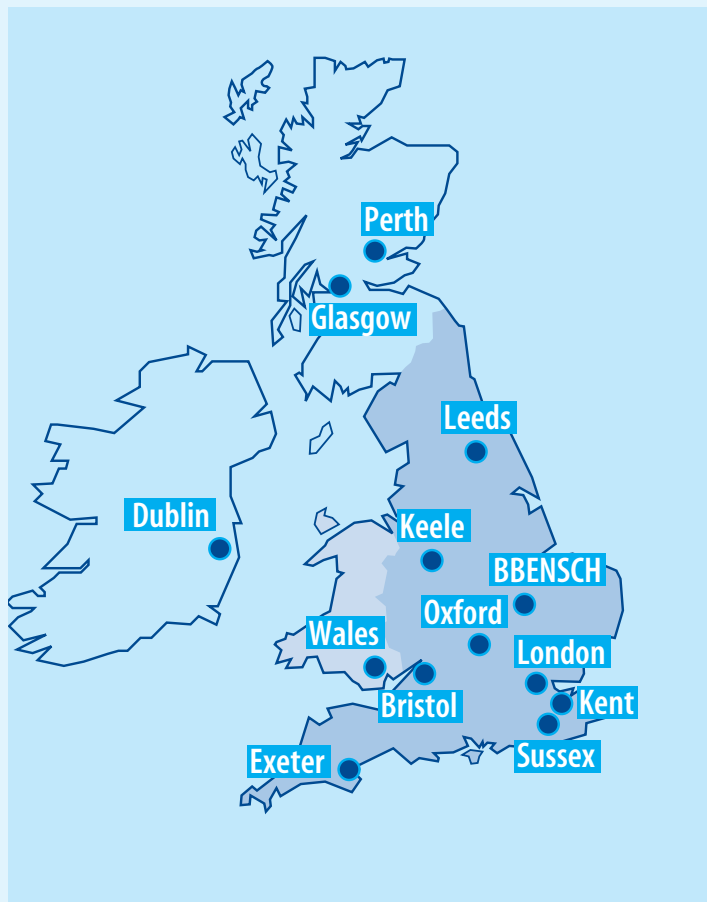 Perth
Glasgow
Leeds
Dublin
Keele
BBENSCH
Oxford
Wales
London
Bristol
Kent
Sussex
Exeter